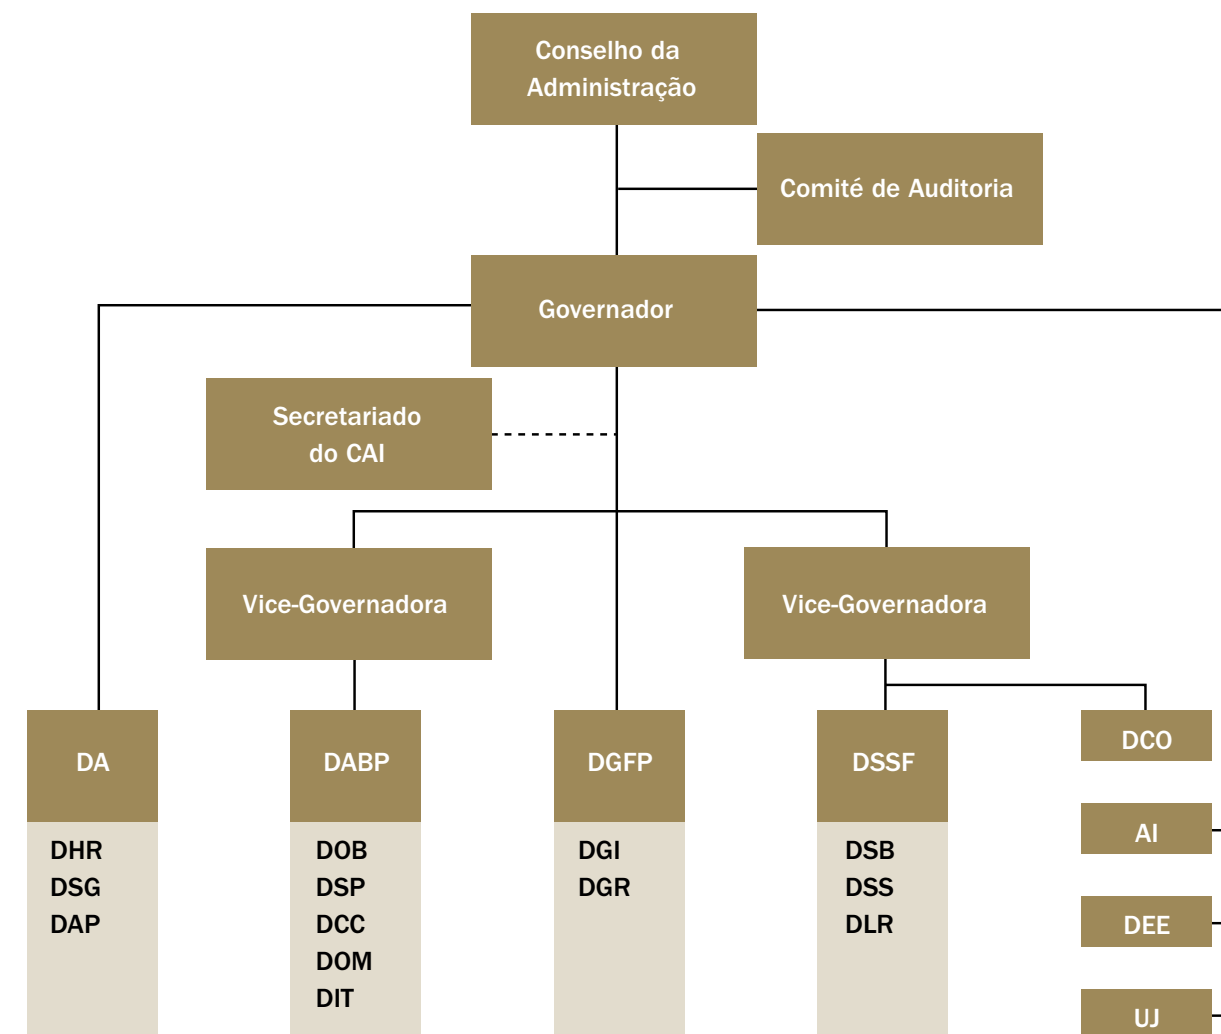 Conselho da
Administração
Comité de Auditoria
Governador
Secretariado
do CAI
Vice-Governadora
Vice-Governadora
DA
DABP
DGFP
DSSF
DCO
DHR
DSG
DAP
DOB
DSP
DCC
DOM
DIT
DGI
DGR
DSB
DSS
DLR
AI
DEE
UJ